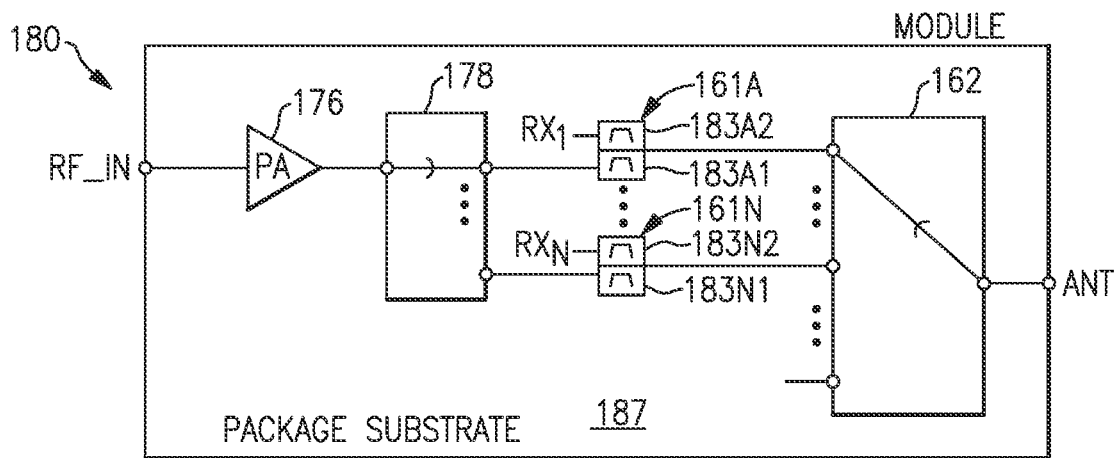 180
MODULE
178
161A
162
176
RX1
183A2
RF_IN
PA
183A1
161N
RXN
183N2
183N1
ANT
PACKAGE SUBSTRATE
187